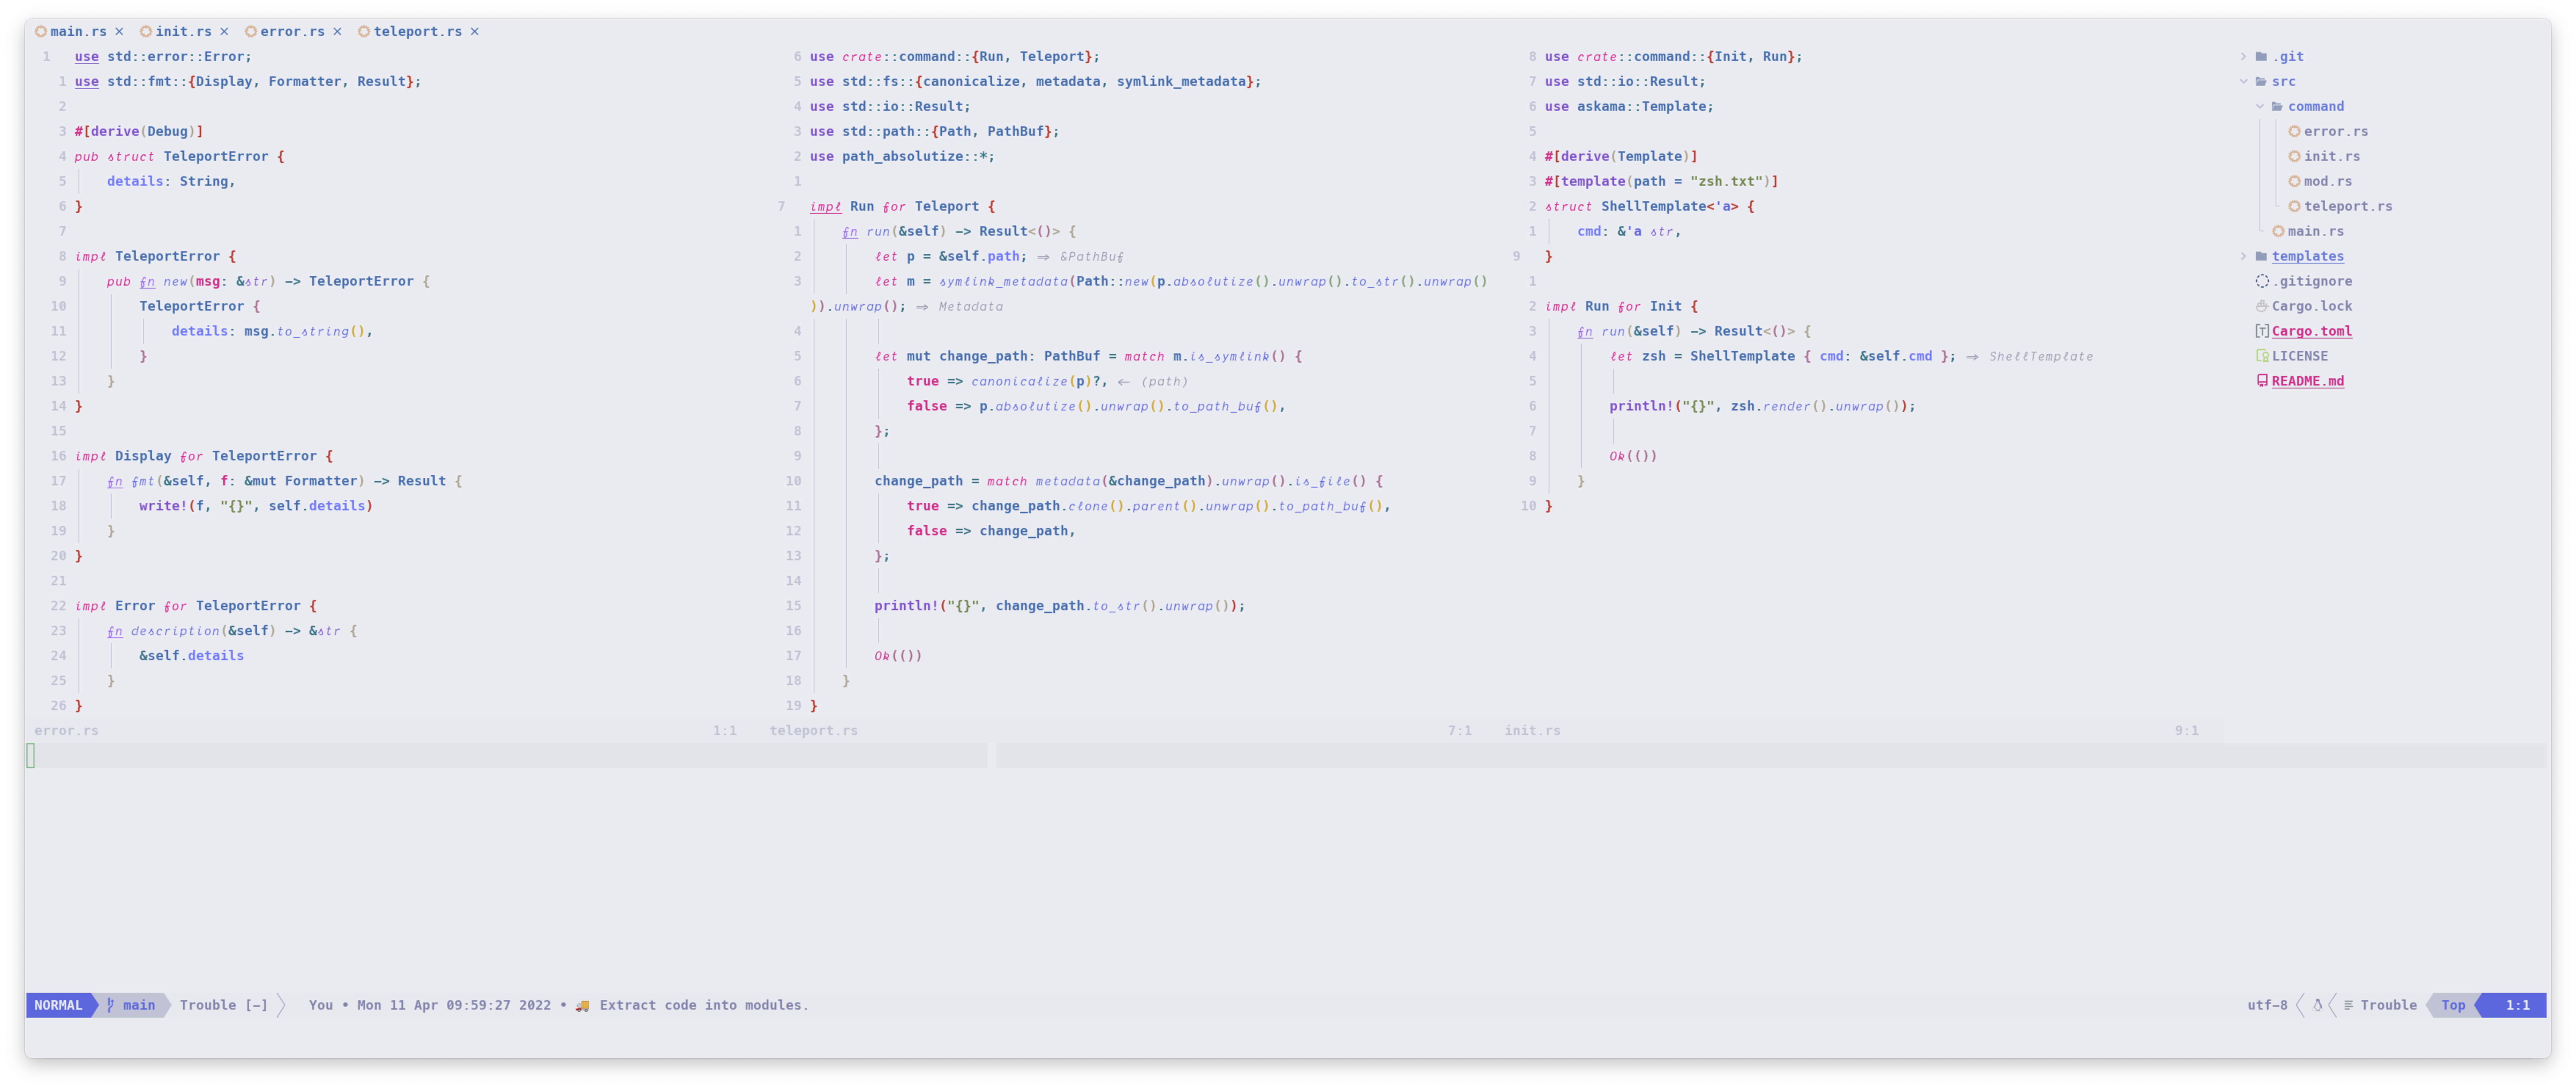 main.rs × init.rs × error.rs × teleport.rs ×
1 use std::error::Error;
1 use std::fmt::{Display, Formatter, Result};
2
3 #[derive(Debug)]
4 pub struct TeleportError {
5 details: String,
6 }
7
8 impl TeleportError {
9 pub fn new(msg: &str) -> TeleportError {
10 TeleportError {
11 details: msg.to_string(),
12 }
13 }
14 }
15
16 impl Display for TeleportError {
17 fn fmt(&self, f: &mut Formatter) -> Result {
18 write!(f, "{}", self.details)
19 }
20 }
21
22 impl Error for TeleportError {
23 fn description(&self) -> &str {
24 &self.details
25 }
26 }
error.rs 1:1
6 use crate::command::{Run, Teleport};
5 use std::fs::{canonicalize, metadata, symlink_metadata};
4 use std::io::Result;
3 use std::path::{Path, PathBuf};
2 use path_absolutize::*;
1
7 impl Run for Teleport {
1 fn run(&self) -> Result<()> {
2 let p = &self.path; ⇒ &PathBuf
3 let m = symlink_metadata(Path::new(p.absolutize().unwrap().to_str().unwrap()
)).unwrap(); ⇒ Metadata
4
5 let mut change_path: PathBuf = match m.is_symlink() {
6 true => canonicalize(p)?, ← (path)
7 false => p.absolutize().unwrap().to_path_buf(),
8 };
9
10 change_path = match metadata(&change_path).unwrap().is_file() {
11 true => change_path.clone().parent().unwrap().to_path_buf(),
12 false => change_path,
13 };
14
15 println!("{}", change_path.to_str().unwrap());
16
17 Ok(())
18 }
19 }
teleport.rs 7:1
8 use crate::command::{Init, Run};
7 use std::io::Result;
6 use askama::Template;
5
4 #[derive(Template)]
3 #[template(path = "zsh.txt")]
2 struct ShellTemplate<'a> {
1 cmd: &'a str,
9 }
1
2 impl Run for Init {
3 fn run(&self) -> Result<()> {
4 let zsh = ShellTemplate { cmd: &self.cmd }; ⇒ ShellTemplate
5
6 println!("{}", zsh.render().unwrap());
7
8 Ok(())
9 }
10 }
init.rs 9:1
.git
src
command
error.rs
init.rs
mod.rs
teleport.rs
main.rs
templates
.gitignore
Cargo.lock
[T] Cargo.toml
LICENSE
README.md
NORMAL main Trouble [-] You • Mon 11 Apr 09:59:27 2022 • 🚚 Extract code into modules. utf-8 Trouble Top 1:1